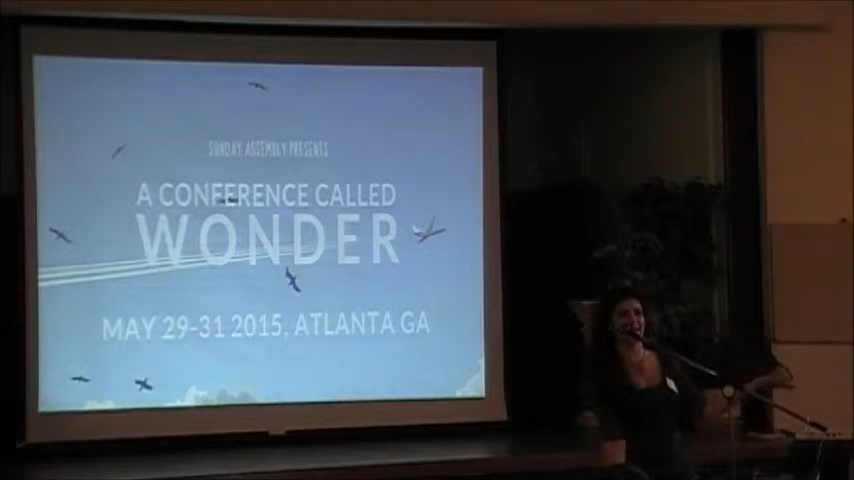 SUNDAY ASSEMBLY PRESENTS
A CONFERENCE CALLED
WONDER
MAY 29-31 2015, ATLANTA GA